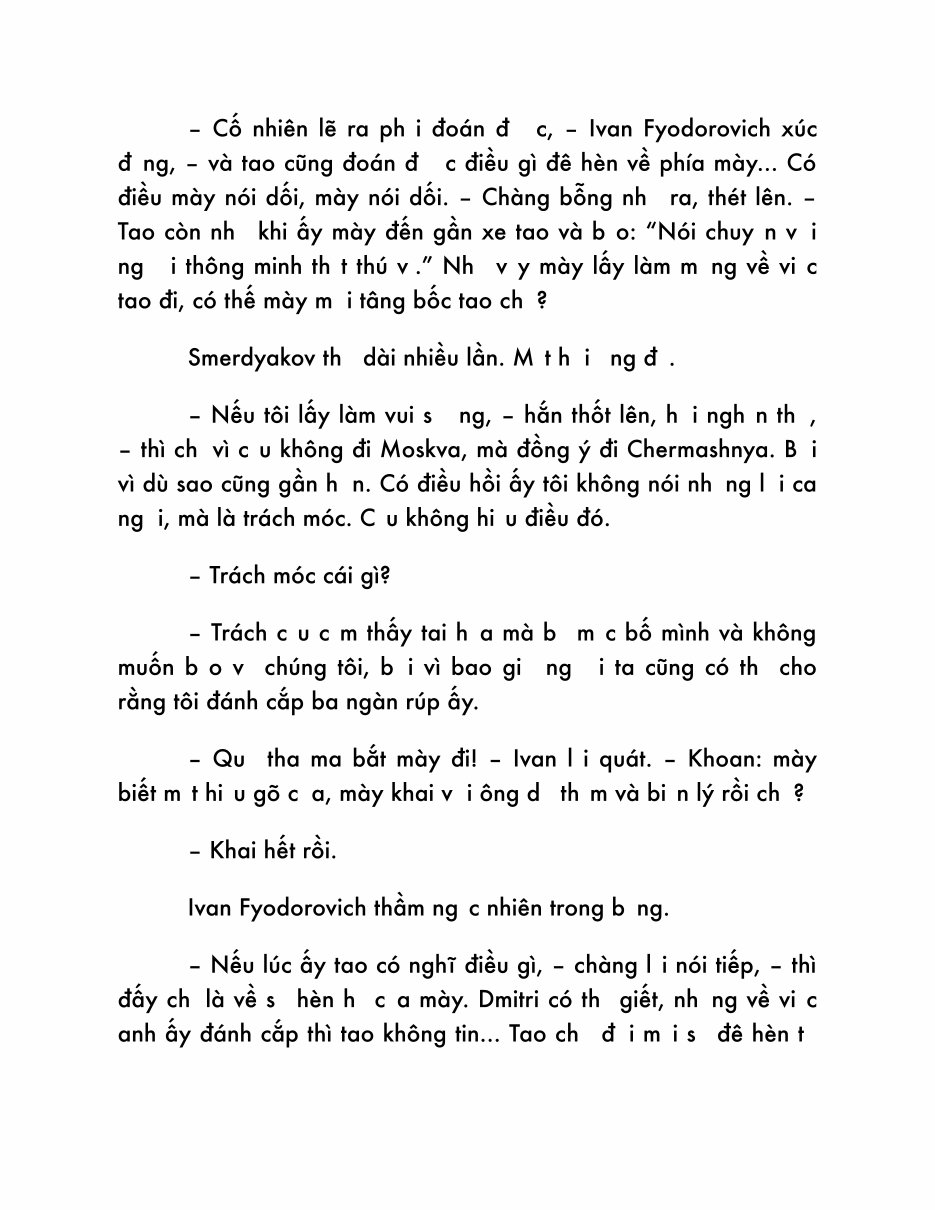 – Cố nhiên lẽ ra ph i đoán đ  c, – Ivan Fyodorovich xúc
đ ng, – và tao cũng đoán đ  c điều gì đê hèn về phía mày... Có
điều mày nói dối, mày nói dối. – Chàng bỗng nh  ra, thét lên. –
Tao còn nh  khi ấy mày đến gần xe tao và b o: “Nói chuy n v i
ng  i thông minh th t thú v .” Nh  v y mày lấy làm m ng về vi c
tao đi, có thế mày m i tâng bốc tao ch ?
Smerdyakov th  dài nhiều lần. M t h i  ng đ .
– Nếu tôi lấy làm vui s  ng, – hắn thốt lên, h i ngh n th ,
– thì ch  vì c u không đi Moskva, mà đồng ý đi Chermashnya. B i
vì dù sao cũng gần h n. Có điều hồi ấy tôi không nói nh ng l i ca
ng i, mà là trách móc. C u không hi u điều đó.
– Trách móc cái gì?
– Trách c u c m thấy tai h a mà b  m c bố mình và không
muốn b o v  chúng tôi, b i vì bao gi  ng  i ta cũng có th  cho
rằng tôi đánh cắp ba ngàn rúp ấy.
– Qu  tha ma bắt mày đi! – Ivan l i quát. – Khoan: mày
biết m t hi u gõ c a, mày khai v i ông d  th m và bi n lý rồi ch ?
– Khai hết rồi.
Ivan Fyodorovich thầm ng c nhiên trong b ng.
– Nếu lúc ấy tao có nghĩ điều gì, – chàng l i nói tiếp, – thì
đấy ch  là về s  hèn h  c a mày. Dmitri có th  giết, nh ng về vi c
anh ấy đánh cắp thì tao không tin... Tao ch  đ i m i s  đê hèn t